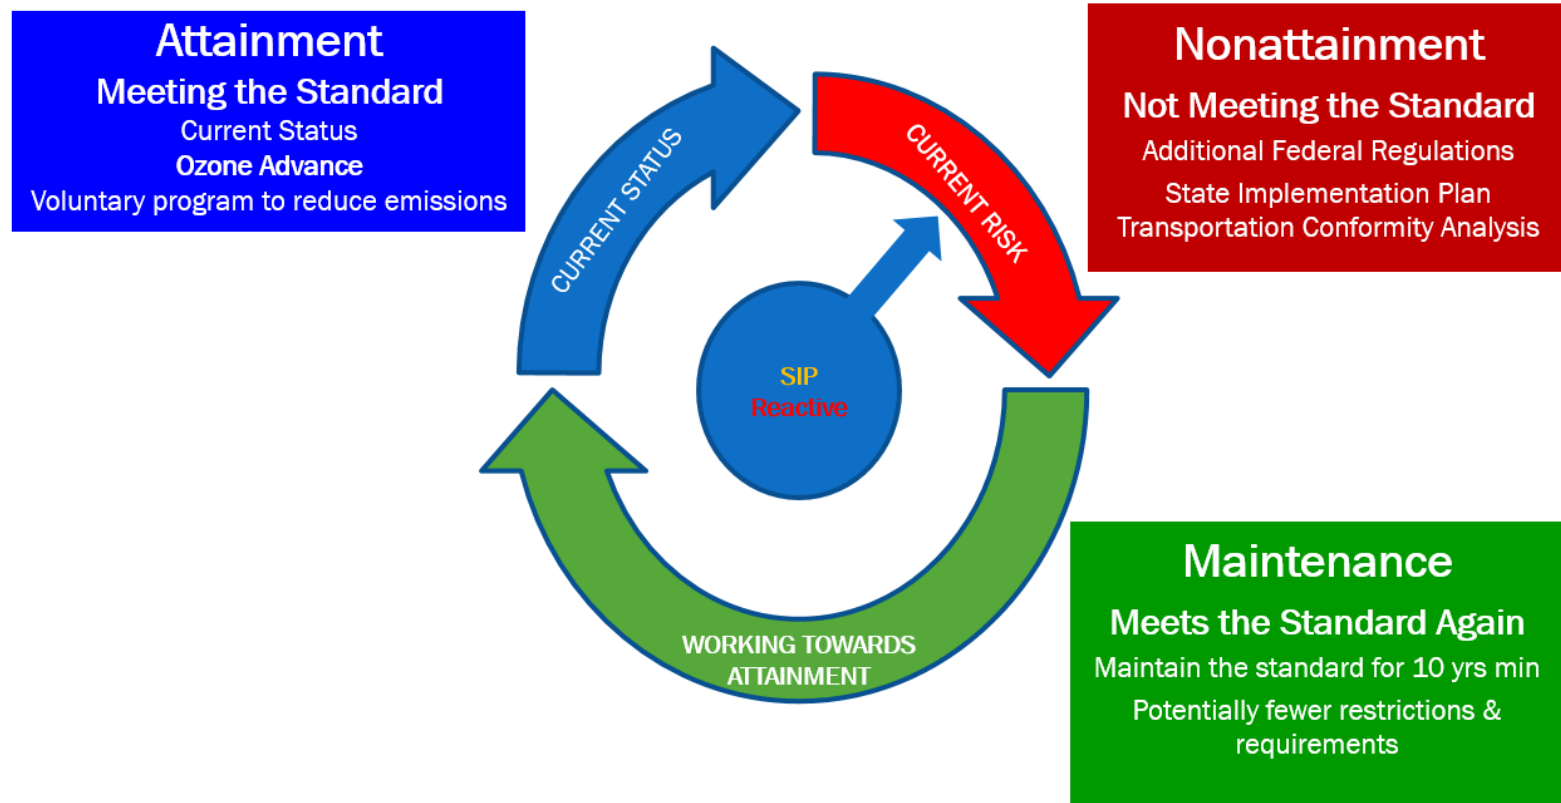 Attainment
Meeting the Standard
Current Status
Ozone Advance
Voluntary program to reduce emissions
Nonattainment
Not Meeting the Standard
Additional Federal Regulations
State Implementation Plan
Transportation Conformity Analysis
CURRENT STATUS
CURRENT RISK
SIP
Reactive
WORKING TOWARDS
ATTAINMENT
Maintenance
Meets the Standard Again
Maintain the standard for 10 yrs min
Potentially fewer restrictions &
requirements